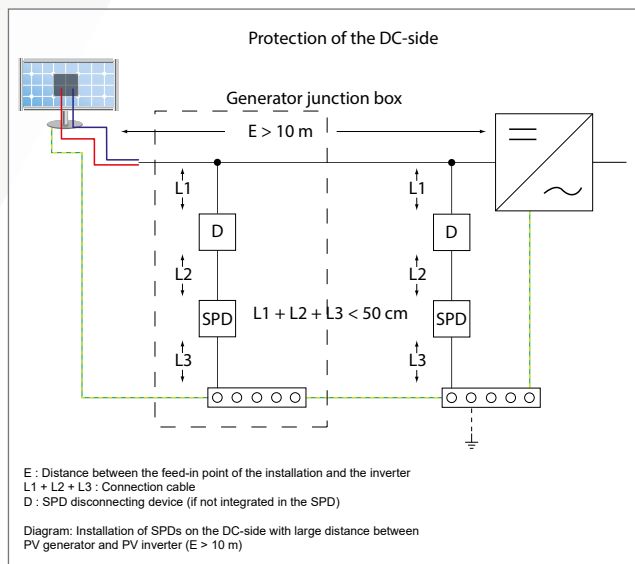 Protection of the DC-side
Generator junction box
E > 10 m
L1
L1
D
D
L2
L2
SPD
L1 + L2 + L3 < 50 cm
SPD
L3
L3
E : Distance between the feed-in point of the installation and the inverter
L1 + L2 + L3 : Connection cable
D : SPD disconnecting device (if not integrated in the SPD)
Diagram: Installation of SPDs on the DC-side with large distance between
PV generator and PV inverter (E > 10 m)